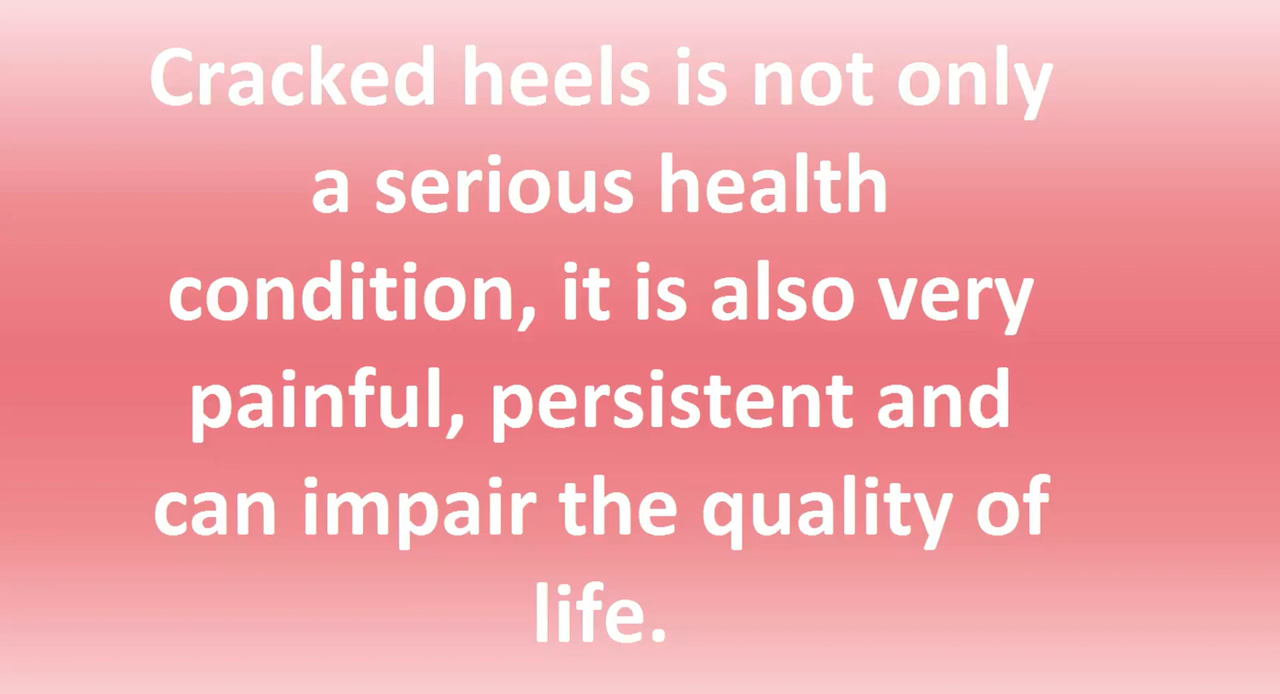 Cracked heels is not only
a serious health
condition, it is also very
painful, persistent and
can impair the quality of
life.